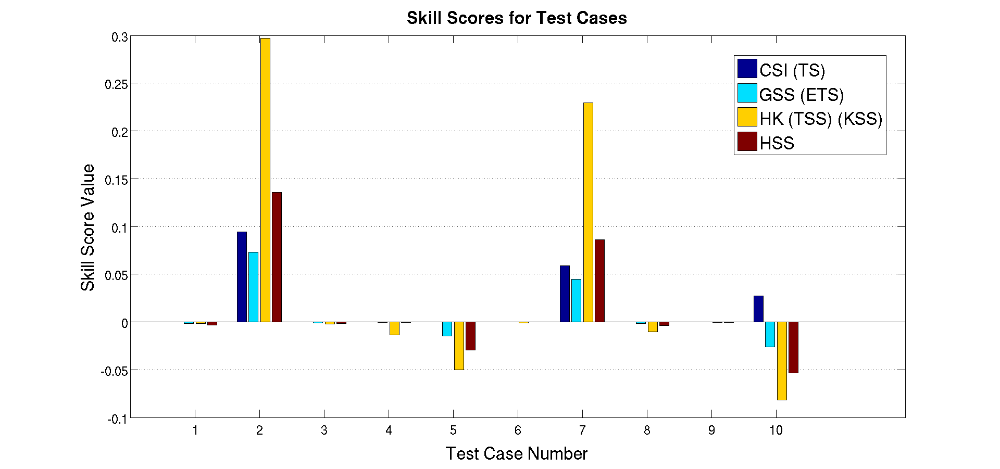 Skill Scores for Test Cases
0.3
0.25
0.2
0.15
0.1
0.05
0
-0.05
-0.1
Skill Score Value
CSI (TS)
GSS (ETS)
HK (TSS) (KSS)
HSS
1 2 3 4 5 6 7 8 9 10
Test Case Number